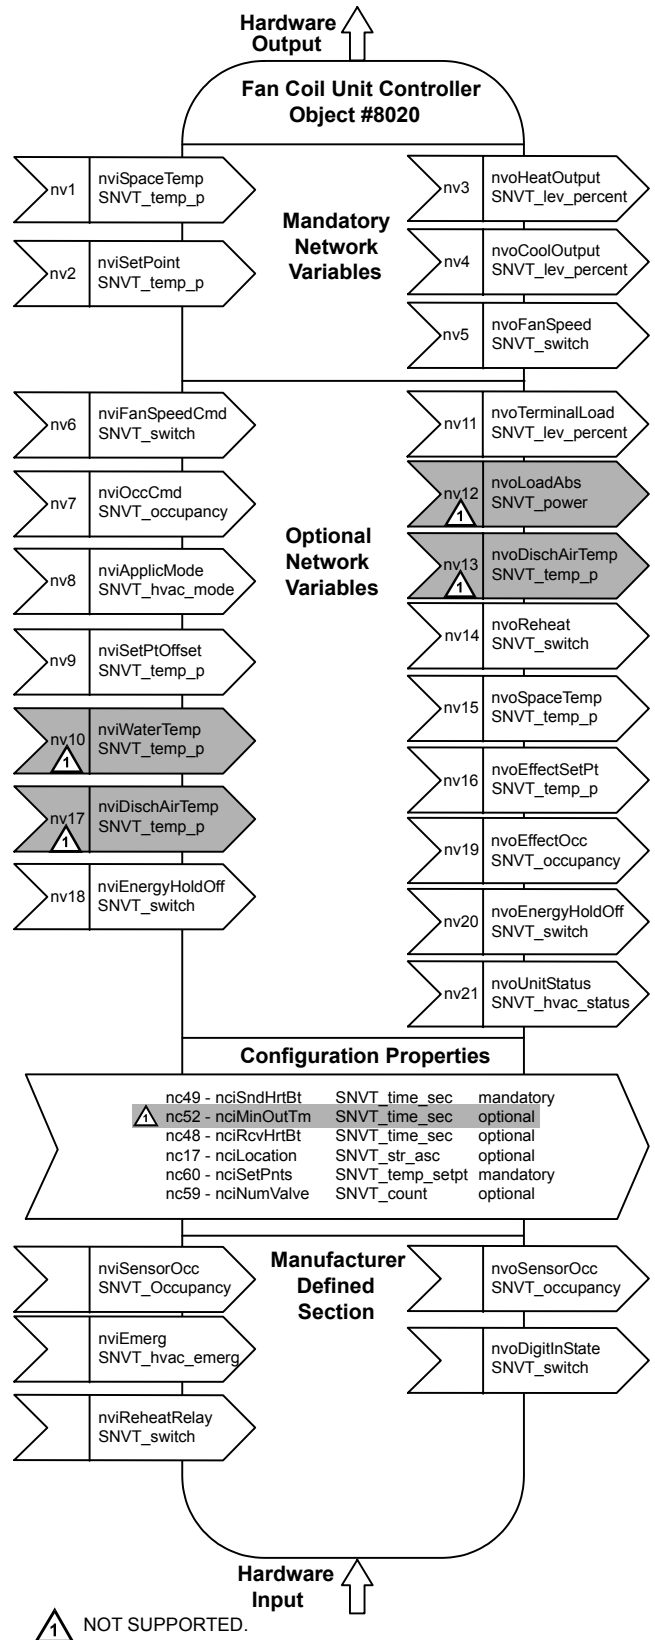 Hardware
Output
Fan Coil Unit Controller
Object #8020
Mandatory
Network
Variables
nv1
nviSpaceTemp
SNVT_temp_p
nv2
nviSetPoint
SNVT_temp_p
nv3
nvoHeatOutput
SNVT_lev_percent
nv4
nvoCoolOutput
SNVT_lev_percent
nv5
nvoFanSpeed
SNVT_switch
Optional
Network
Variables
nv6
nviFanSpeedCmd
SNVT_switch
nv7
nviOccCmd
SNVT_occupancy
nv8
nviApplicMode
SNVT_hvac_mode
nv9
nviSetPtOffset
SNVT_temp_p
nv10
1
nviWaterTemp
SNVT_temp_p
nv17
1
nviDischAirTemp
SNVT_temp_p
nv18
nviEnergyHoldOff
SNVT_switch
nv11
nvoTerminalLoad
SNVT_lev_percent
nv12
1
nvoLoadAbs
SNVT_power
nv13
1
nvoDischAirTemp
SNVT_temp_p
nv14
nvoReheat
SNVT_switch
nv15
nvoSpaceTemp
SNVT_temp_p
nv16
nvoEffectSetPt
SNVT_temp_p
nv19
nvoEffectOcc
SNVT_occupancy
nv20
nvoEnergyHoldOff
SNVT_switch
nv21
nvoUnitStatus
SNVT_hvac_status
Configuration Properties
nc49 - nciSndHrtBt SNVT_time_sec mandatory
1 nc52 - nciMinOutTm SNVT_time_sec optional
nc48 - nciRcvHrtBt SNVT_time_sec optional
nc17 - nciLocation SNVT_str_asc optional
nc60 - nciSetPnts SNVT_temp_setpt mandatory
nc59 - nciNumValve SNVT_count optional
Manufacturer
Defined
Section
nviSensorOcc
SNVT_Occupancy
nviEmerg
SNVT_hvac_emerg
nviReheatRelay
SNVT_switch
nvoSensorOcc
SNVT_occupancy
nvoDigitInState
SNVT_switch
Hardware
Input
1 NOT SUPPORTED.